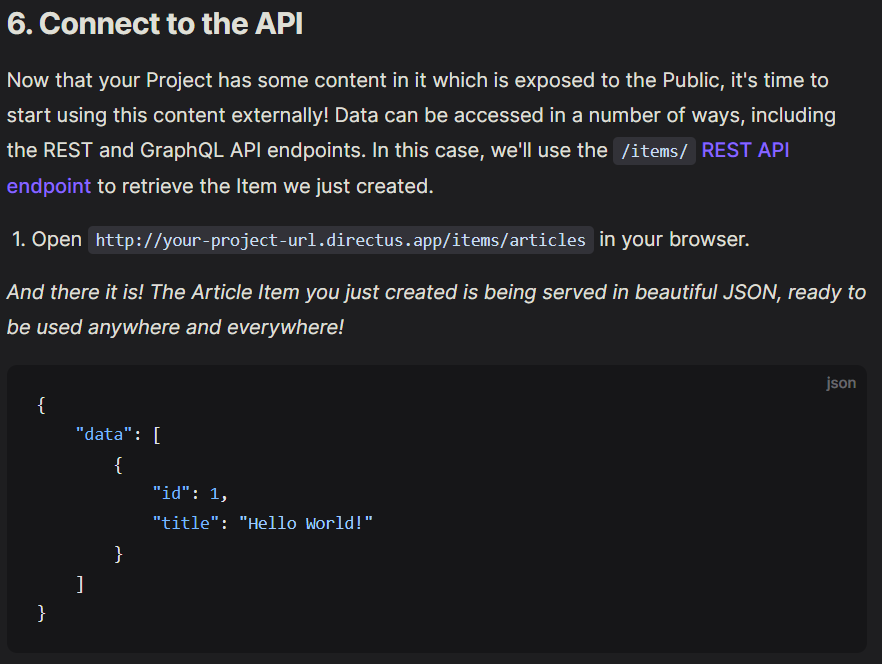 6. Connect to the API
Now that your Project has some content in it which is exposed to the Public, it's time to
start using this content externally! Data can be accessed in a number of ways, including
the REST and GraphQL API endpoints. In this case, we'll use the /items/ REST API
endpoint to retrieve the Item we just created.
1. Open http://your-project-url.directus.app/items/articles in your browser.
And there it is! The Article Item you just created is being served in beautiful JSON, ready to
be used anywhere and everywhere!
json
{
    "data": [
        {
            "id": 1,
            "title": "Hello World!"
        }
    ]
}